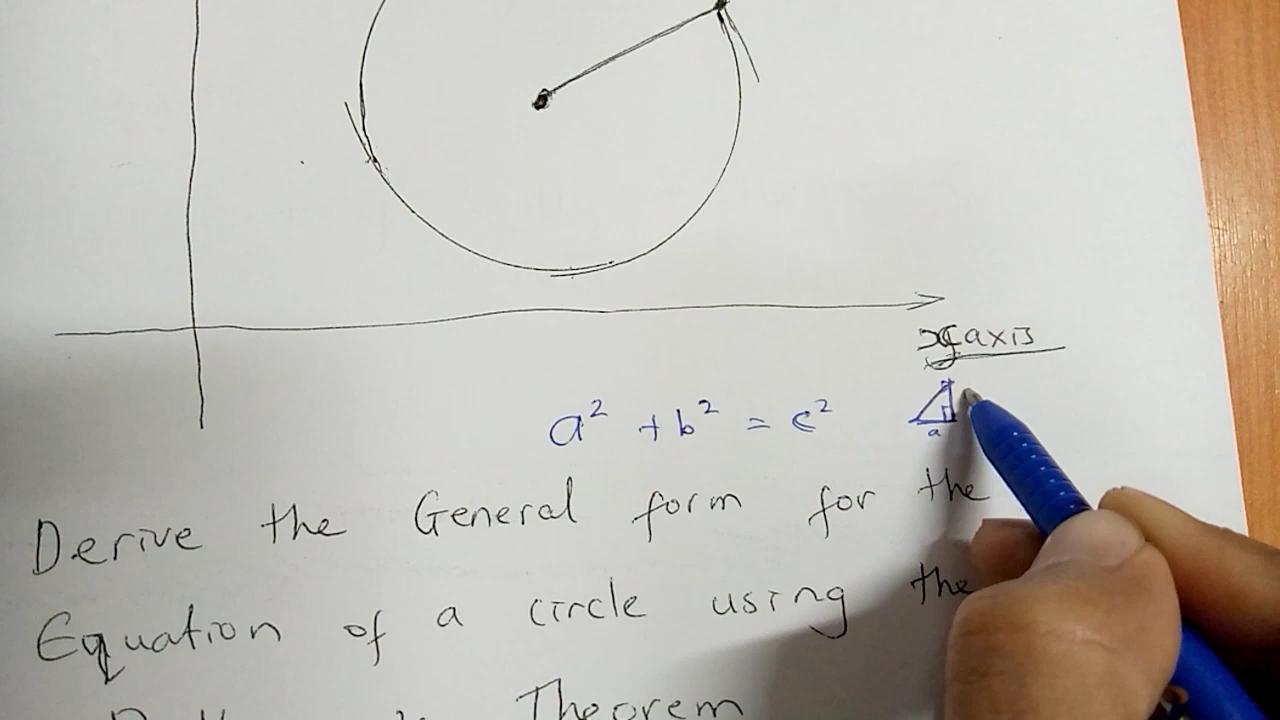 axis
a² + b² = c²
a
Derive the General form for the
Equation of a circle using the
Theorem